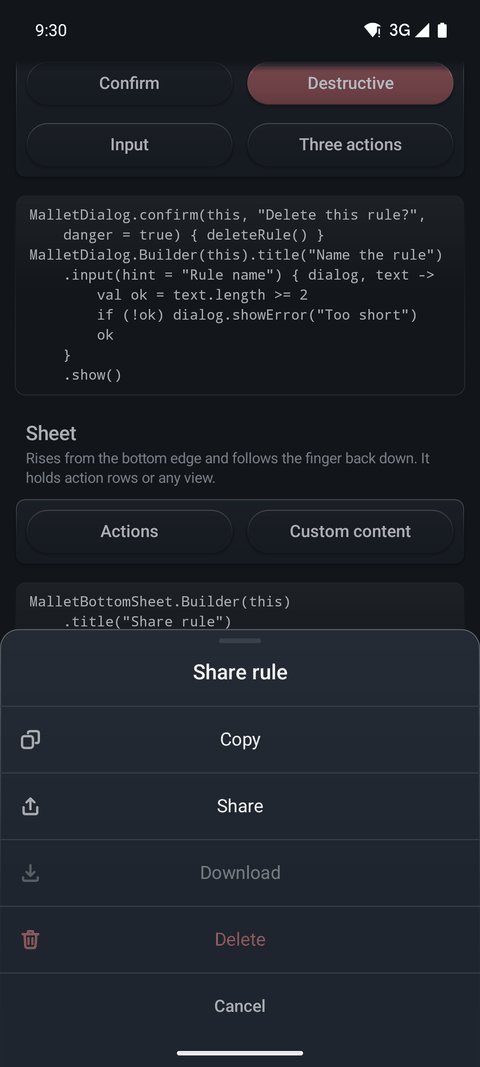 9:30
3G
Confirm
Destructive
Input
Three actions
MalletDialog.confirm(this, "Delete this rule?",
    danger = true) { deleteRule() }
MalletDialog.Builder(this).title("Name the rule")
    .input(hint = "Rule name") { dialog, text ->
        val ok = text.length >= 2
        if (!ok) dialog.showError("Too short")
        ok
    }
    .show()
Sheet
Rises from the bottom edge and follows the finger back down. It
holds action rows or any view.
Actions
Custom content
MalletBottomSheet.Builder(this)
    .title("Share rule")
Share rule
Copy
Share
Download
Delete
Cancel